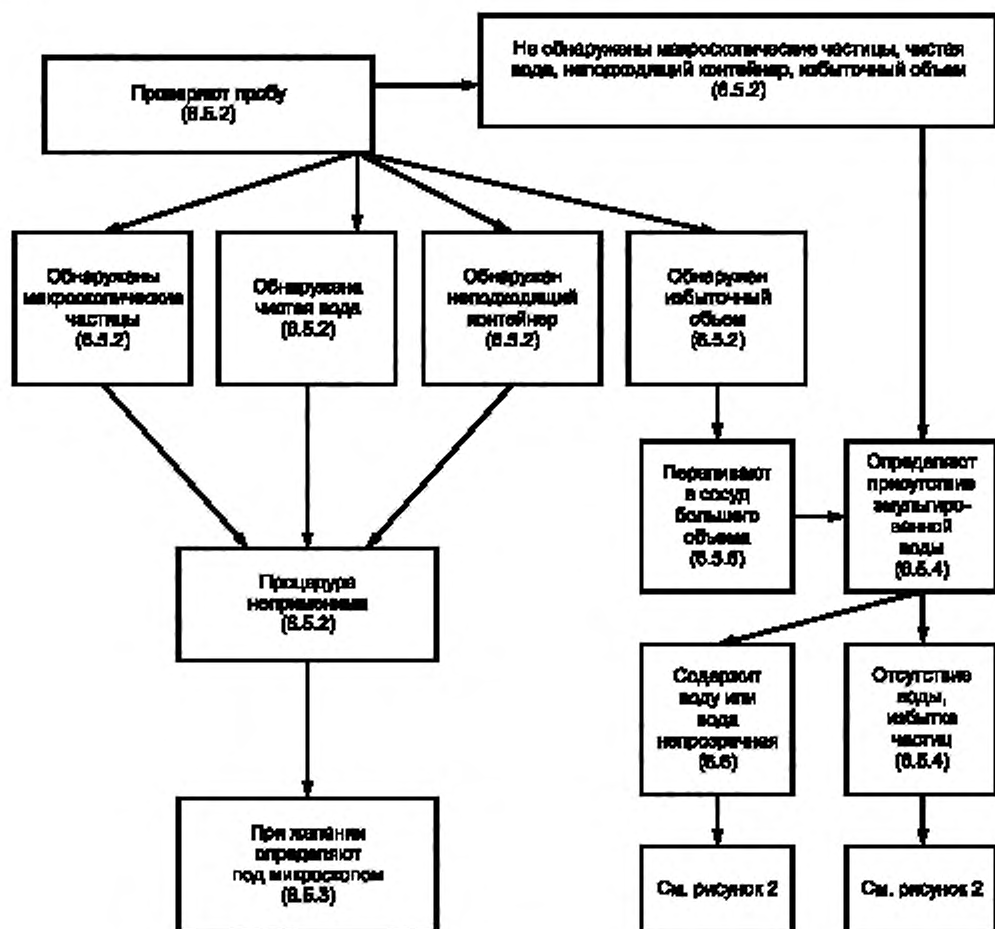 Не обнаружены макроскопические частицы, чистая
вода, неподходящий контейнер, избыточный объем
(6.5.2)
Проверяют пробу
(6.5.2)
Обнаружены
макроскопические
частицы
(6.5.2)
Обнаружена
чистая вода
(6.5.2)
Обнаружен
неподходящий
контейнер
(6.5.2)
Обнаружен
избыточный
объем
(6.5.2)
Переливают
в сосуд
большего
объема
(6.5.6)
Определяют
присутствие
эмульгиро-
ванной
воды
(6.5.4)
Процедура
неприменима
(6.5.2)
Содержит
воду или
вода
непрозрачная
(6.6)
Отсутствие
воды,
избытка
частиц
(6.5.4)
При желании
определяют
под микроскопом
(6.5.3)
См. рисунок 2
См. рисунок 2